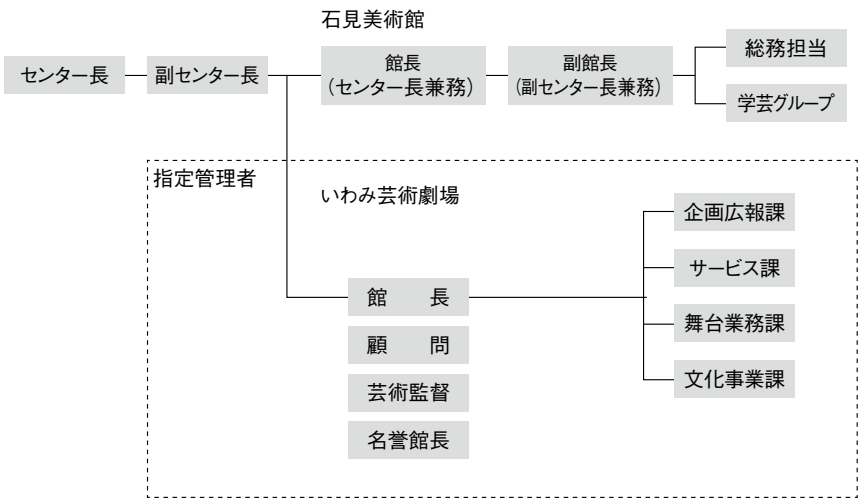 石見美術館
センター長
副センター長
館長
（センター長兼務）
副館長
（副センター長兼務）
総務担当
学芸グループ
指定管理者
いわみ芸術劇場
館　　長
顧　　問
芸術監督
名誉館長
企画広報課
サービス課
舞台業務課
文化事業課